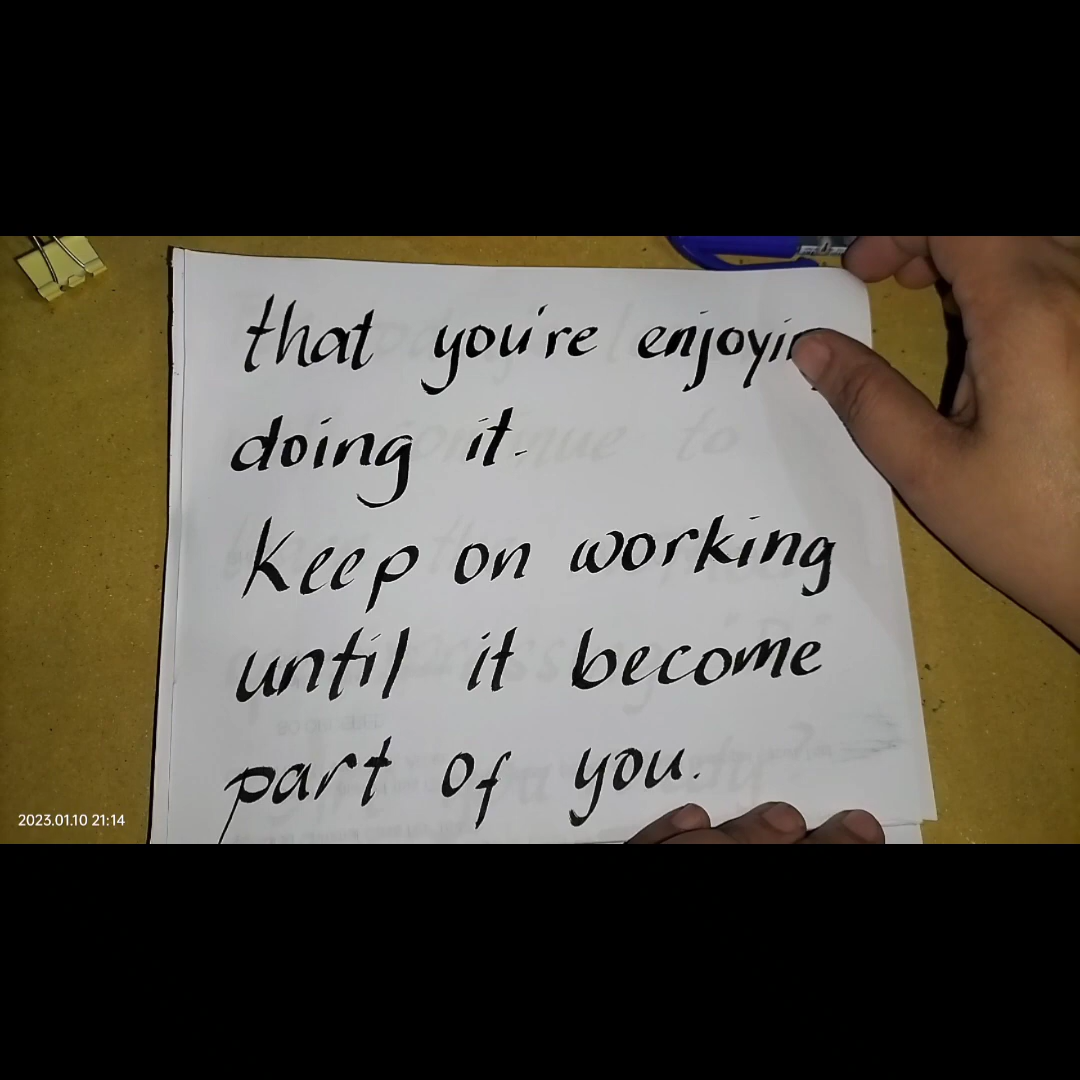 that you're enjoyin
doing it.
Keep on working
until it become
part of you.
2023.01.10 21:14